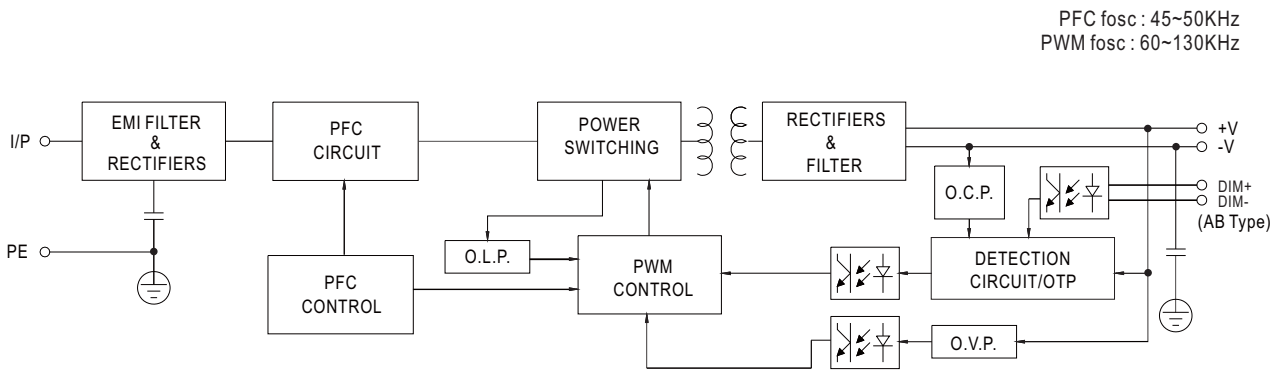 PFC fosc : 45~50KHz
PWM fosc : 60~130KHz
I/P
EMI FILTER
&
RECTIFIERS
PFC
CIRCUIT
POWER
SWITCHING
RECTIFIERS
&
FILTER
+V
-V
O.C.P.
DIM+
DIM-
(AB Type)
PE
O.L.P.
PFC
CONTROL
PWM
CONTROL
DETECTION
CIRCUIT/OTP
O.V.P.